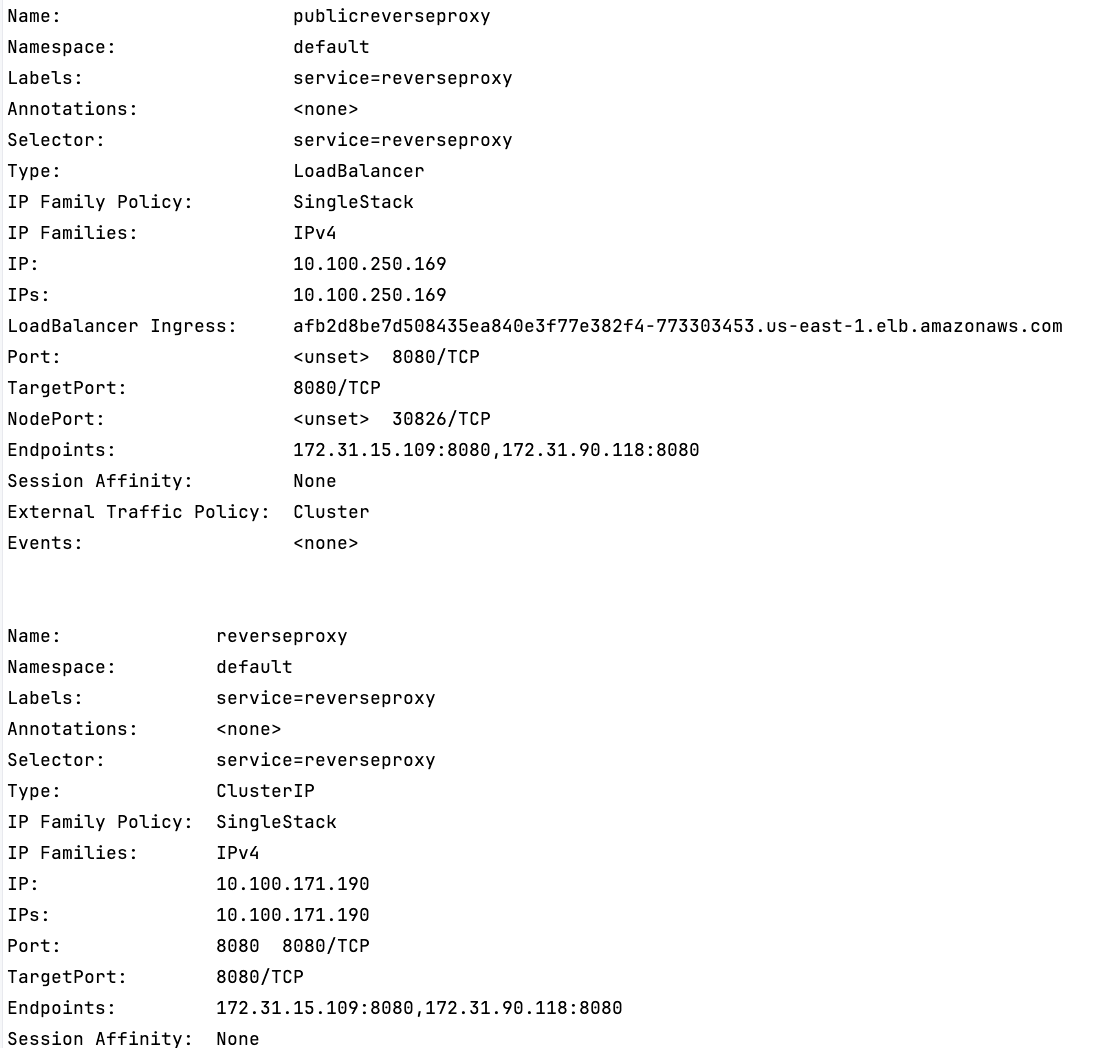 Name:                     publicreverseproxy
Namespace:                default
Labels:                   service=reverseproxy
Annotations:              <none>
Selector:                 service=reverseproxy
Type:                     LoadBalancer
IP Family Policy:         SingleStack
IP Families:              IPv4
IP:                       10.100.250.169
IPs:                      10.100.250.169
LoadBalancer Ingress:     afb2d8be7d508435ea840e3f77e382f4-773303453.us-east-1.elb.amazonaws.com
Port:                     <unset>  8080/TCP
TargetPort:               8080/TCP
NodePort:                 <unset>  30826/TCP
Endpoints:                172.31.15.109:8080,172.31.90.118:8080
Session Affinity:         None
External Traffic Policy:  Cluster
Events:                   <none>
Name:              reverseproxy
Namespace:         default
Labels:            service=reverseproxy
Annotations:       <none>
Selector:          service=reverseproxy
Type:              ClusterIP
IP Family Policy:  SingleStack
IP Families:       IPv4
IP:                10.100.171.190
IPs:               10.100.171.190
Port:              8080  8080/TCP
TargetPort:        8080/TCP
Endpoints:         172.31.15.109:8080,172.31.90.118:8080
Session Affinity:  None